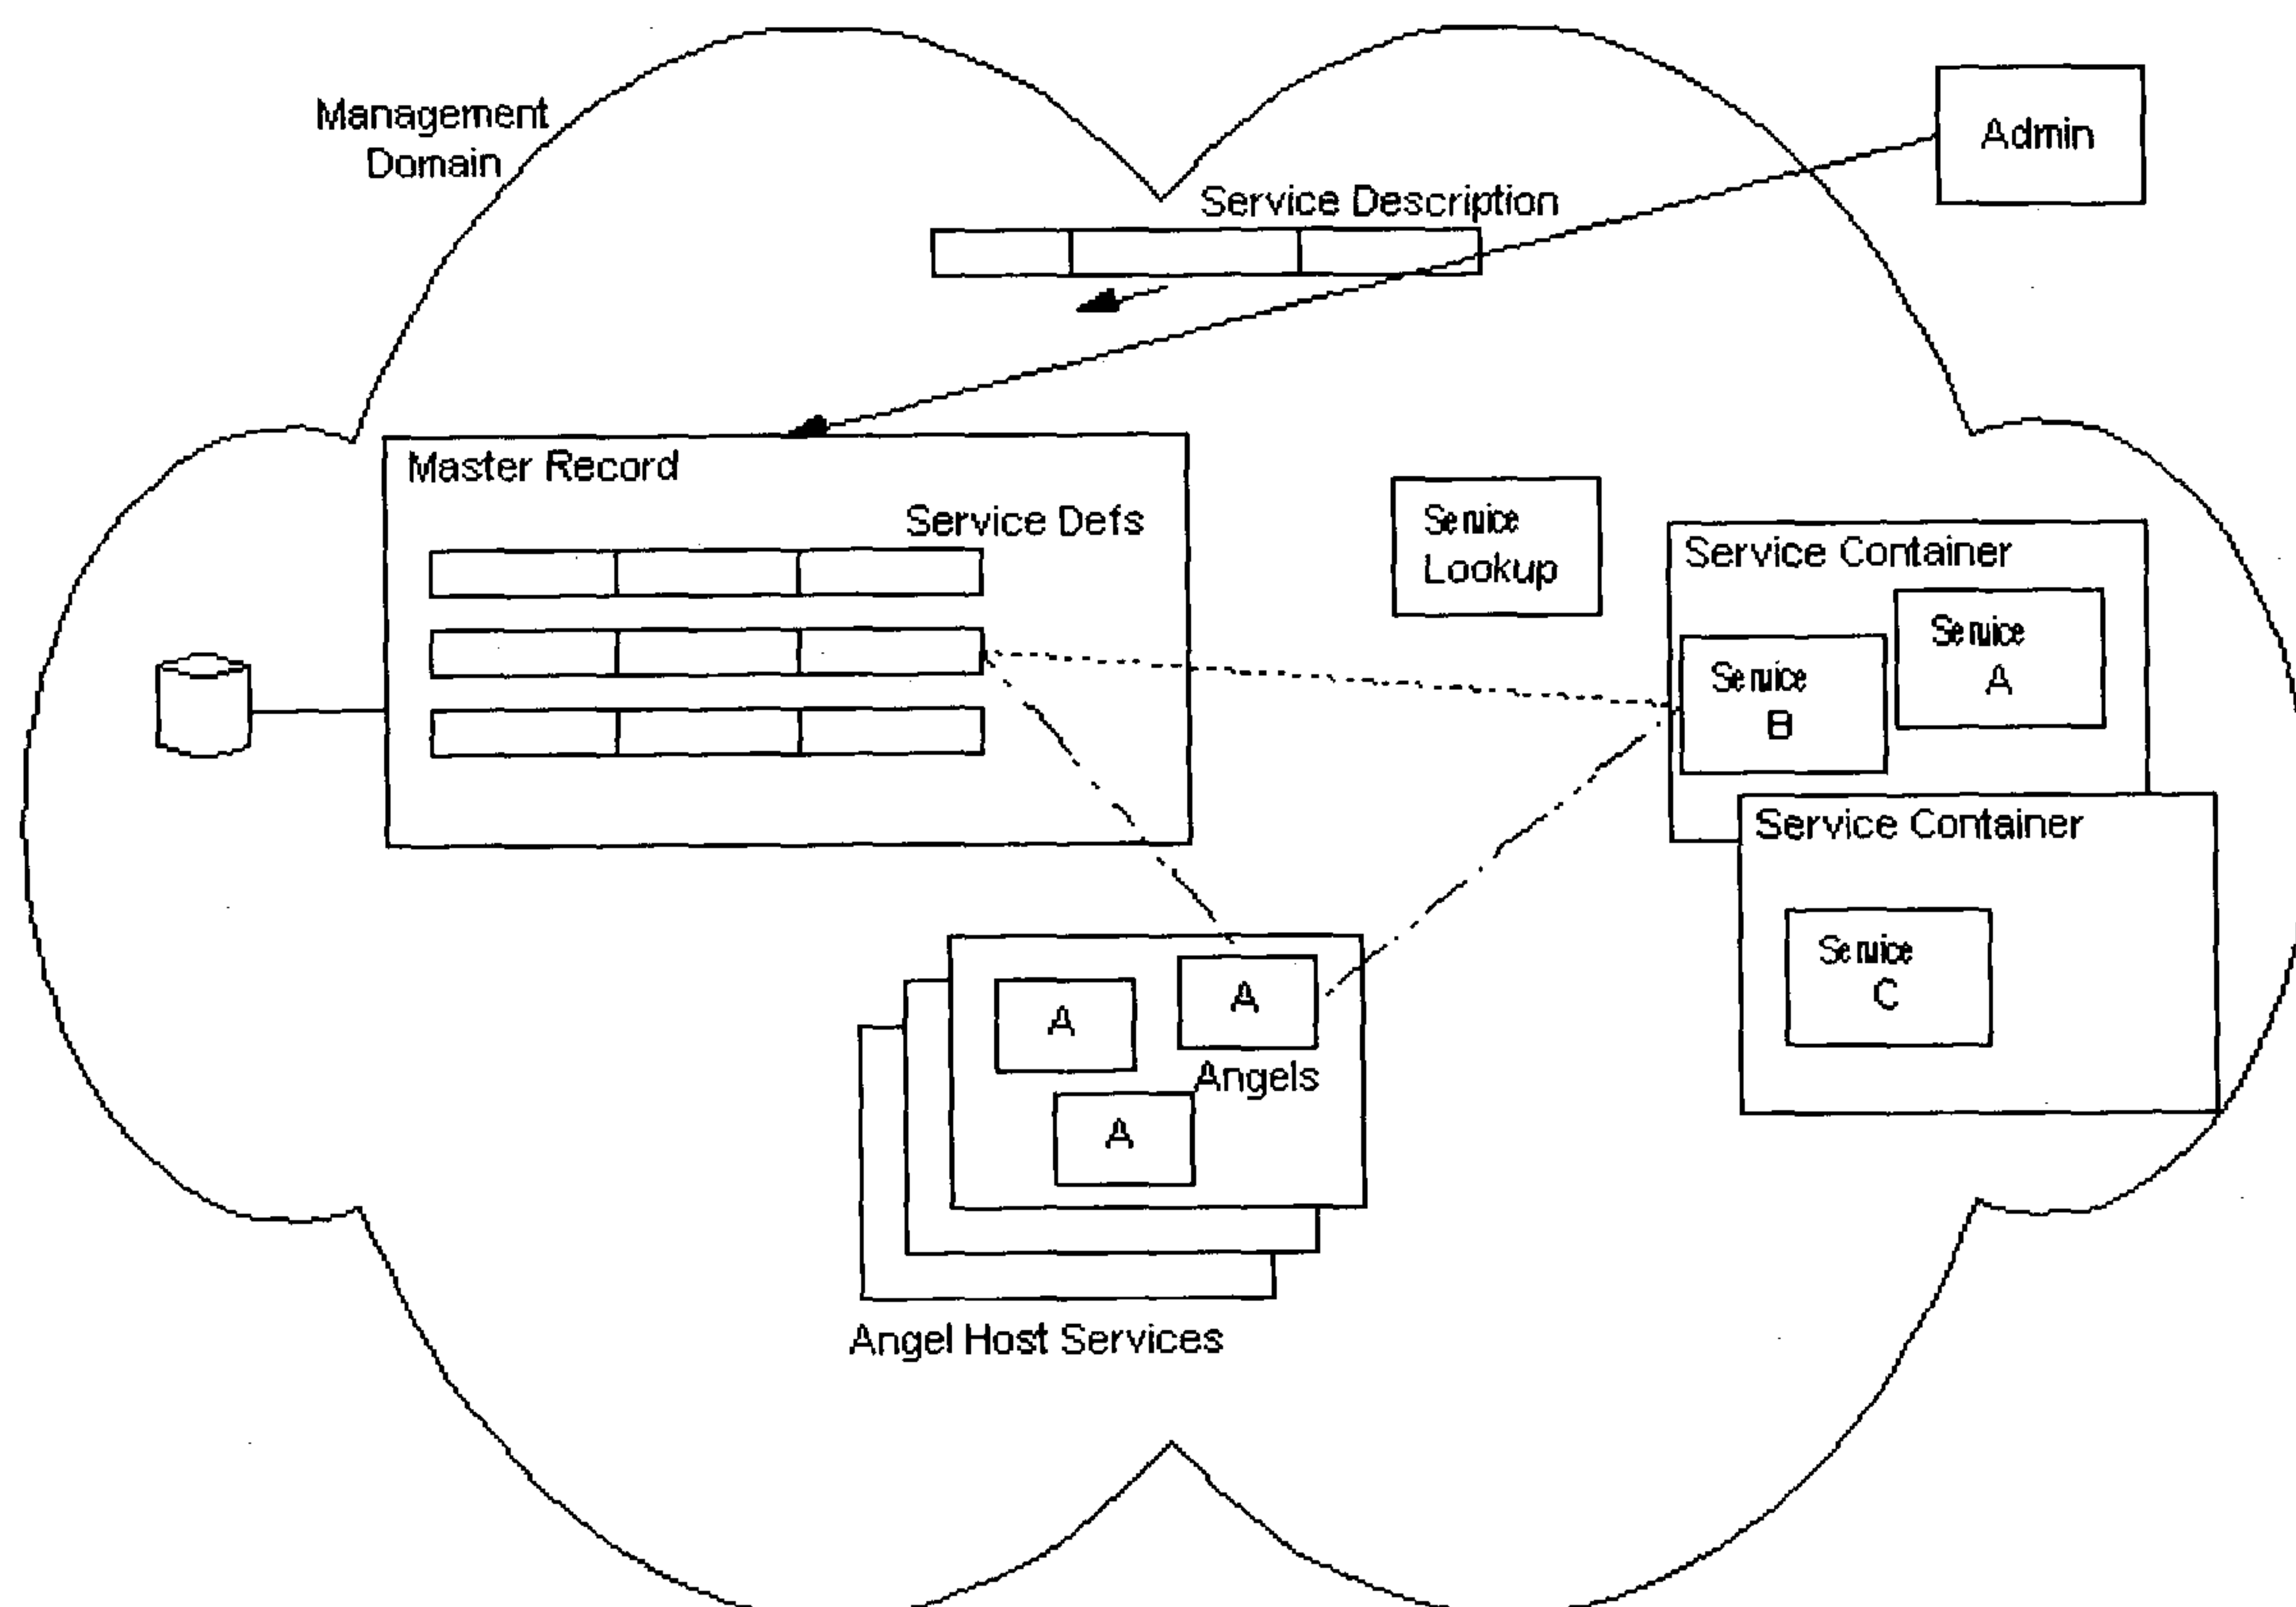 Management
Domain
Admin
Service Description
Master Record
Service Defs
Service
Lookup
Service Container
Service
A
Service
B
Service Container
Service
C
A
A
Angels
A
Angel Host Services